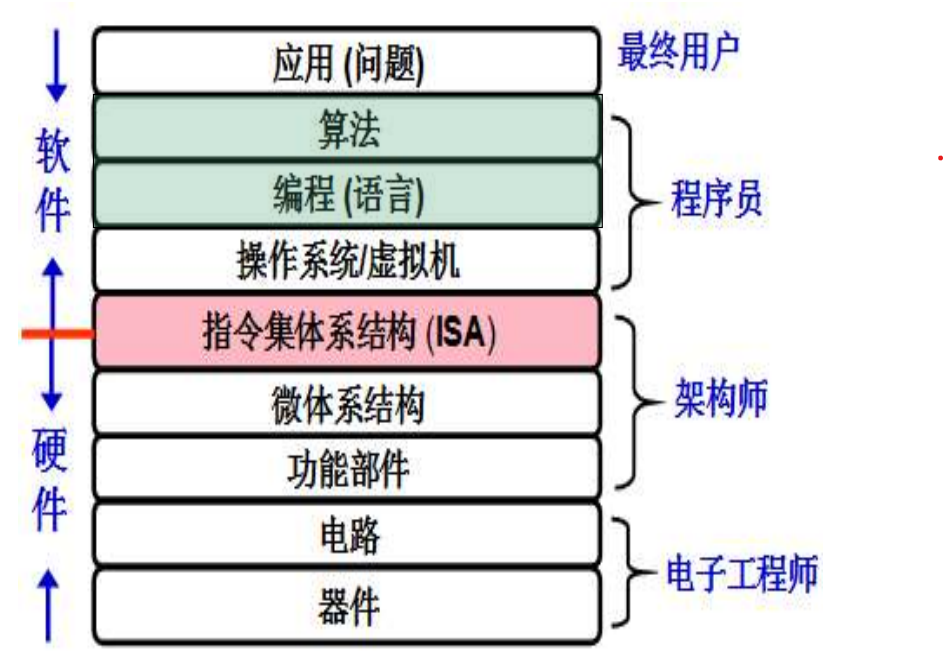 应用 (问题)
最终用户
算法
编程 (语言)
程序员
操作系统/虚拟机
软件
指令集体系结构 (ISA)
微体系结构
架构师
功能部件
硬件
电路
器件
电子工程师